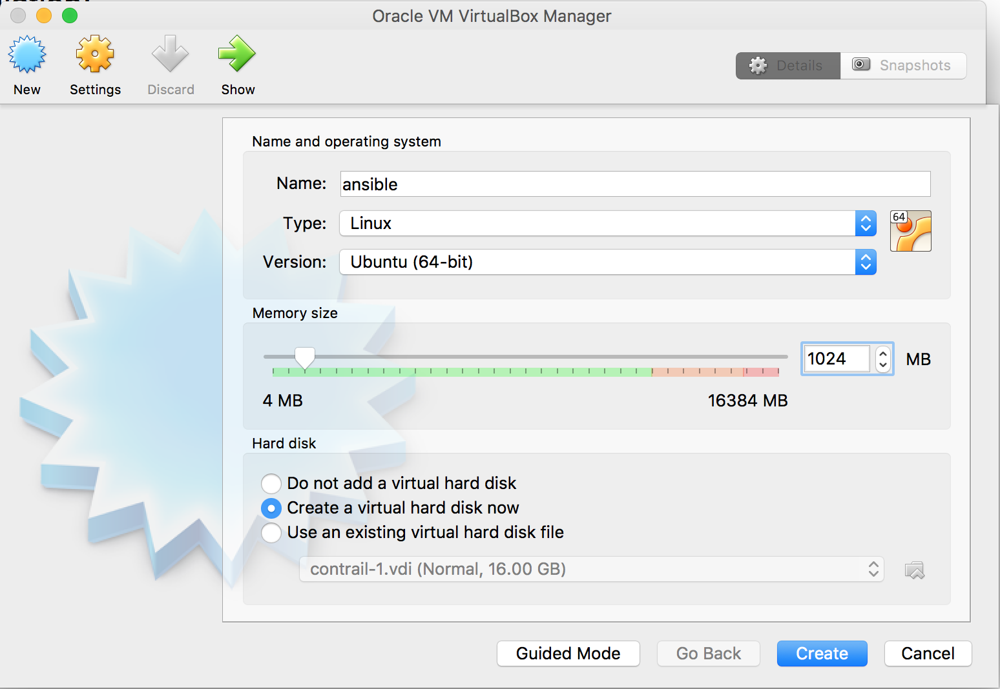 Oracle VM VirtualBox Manager
New Settings Discard Show
Details Snapshots
Name and operating system
Name: ansible
Type: Linux
64
Version: Ubuntu (64-bit)
Memory size
1024 MB
4 MB 16384 MB
Hard disk
Do not add a virtual hard disk
Create a virtual hard disk now
Use an existing virtual hard disk file
contrail-1.vdi (Normal, 16.00 GB)
Guided Mode Go Back Create Cancel